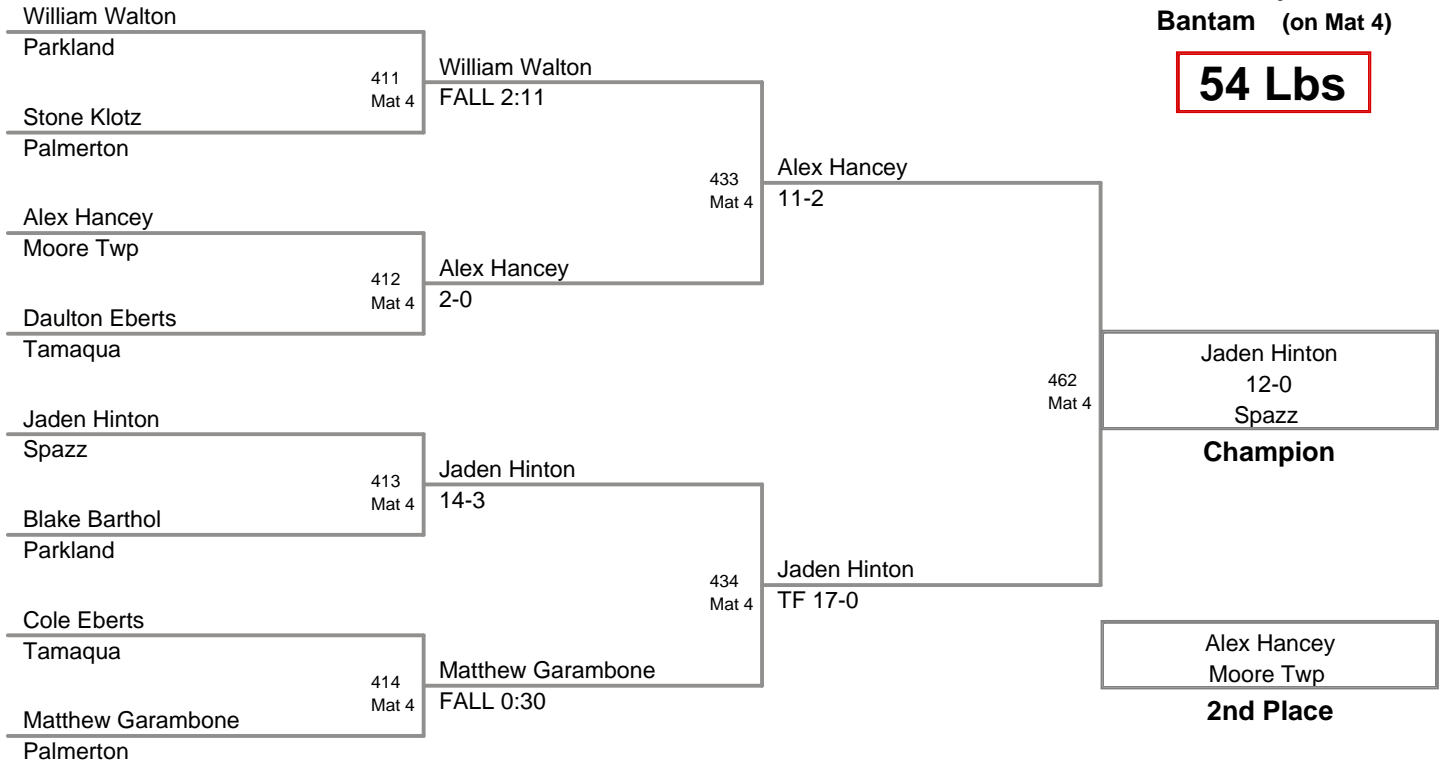 Bantam (on Mat 4)
54 Lbs
William Walton
Parkland
411
Mat 4
Stone Klotz
Palmerton
William Walton
FALL 2:11
Alex Hancey
Moore Twp
412
Mat 4
Daulton Eberts
Tamaqua
Alex Hancey
2-0
433
Mat 4
Alex Hancey
11-2
Jaden Hinton
Spazz
413
Mat 4
Blake Barthol
Parkland
Jaden Hinton
14-3
Cole Eberts
Tamaqua
414
Mat 4
Matthew Garambone
Palmerton
Matthew Garambone
FALL 0:30
434
Mat 4
Jaden Hinton
TF 17-0
462
Mat 4
Jaden Hinton
12-0
Spazz
Champion
Alex Hancey
Moore Twp
2nd Place